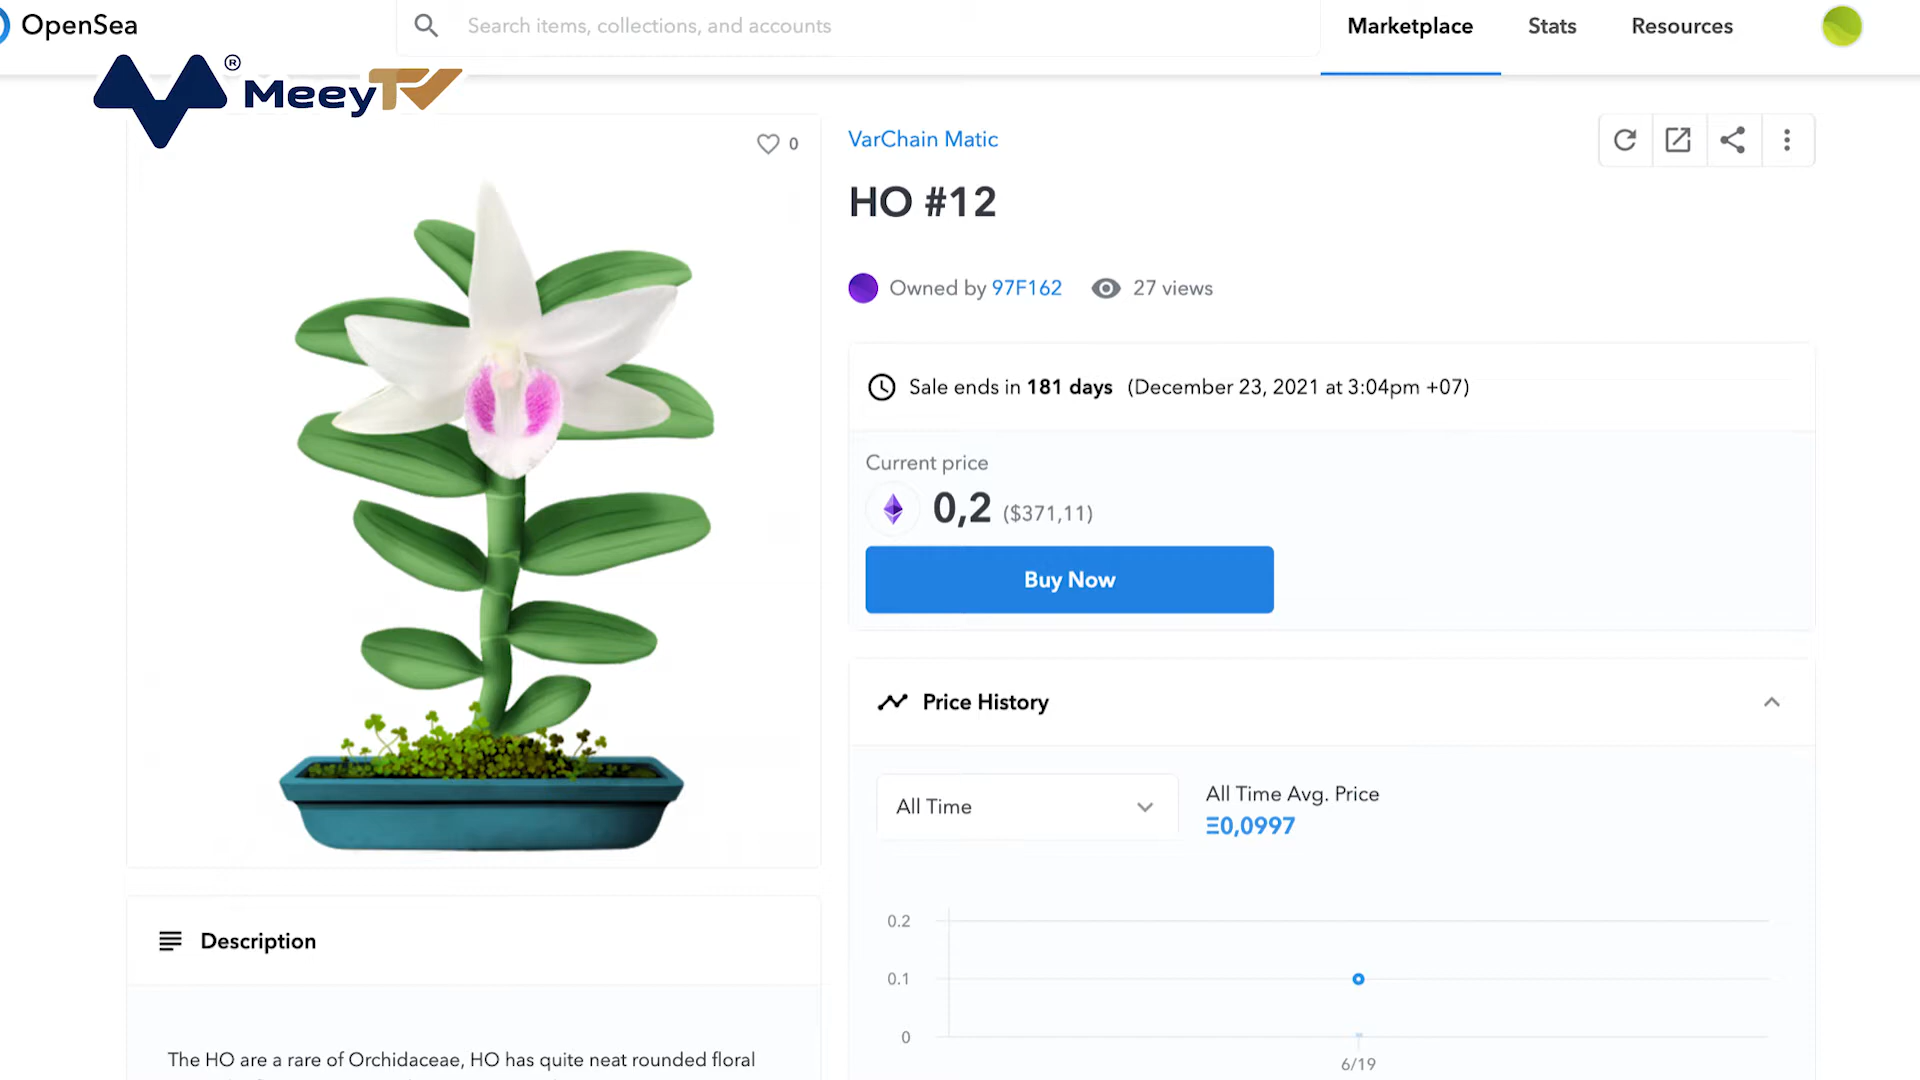 OpenSea
Search items, collections, and accounts
Marketplace
Stats
Resources
® MeeyTV
0
VarChain Matic
HO #12
Owned by 97F162
27 views
Sale ends in 181 days (December 23, 2021 at 3:04pm +07)
Current price
0,2 ($371,11)
Buy Now
Price History
All Time
All Time Avg. Price
Ξ0,0997
0.2
0.1
0
6/19
Description
The HO are a rare of Orchidaceae, HO has quite neat rounded floral